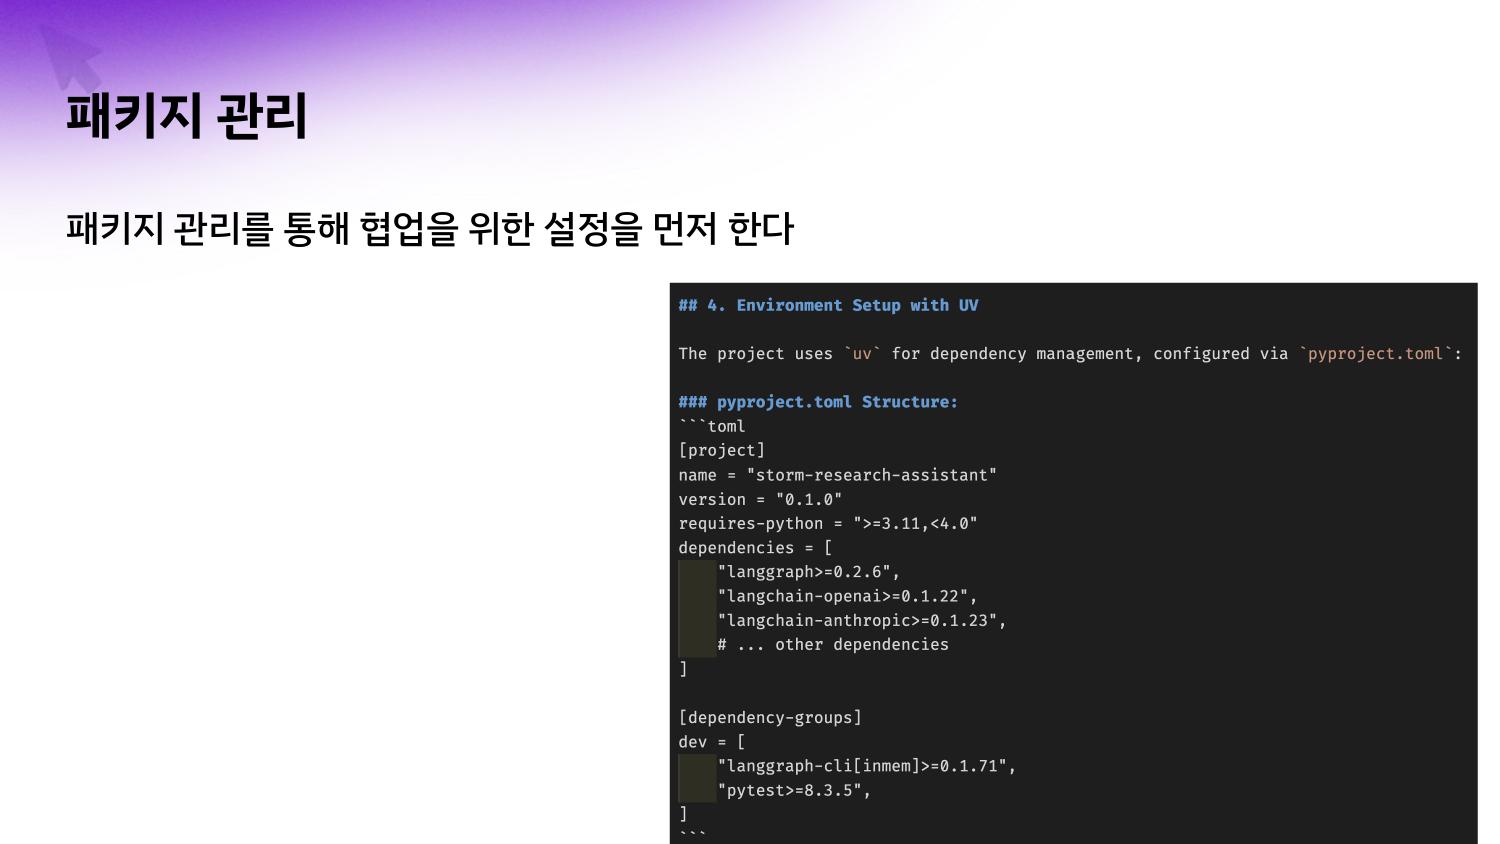 패키지 관리
패키지 관리를 통해 협업을 위한 설정을 먼저 한다
## 4. Environment Setup with UV
The project uses `uv` for dependency management, configured via `pyproject.toml`:
### pyproject.toml Structure:
```toml
[project]
name = "storm-research-assistant"
version = "0.1.0"
requires-python = ">=3.11,<4.0"
dependencies = [
    "langgraph>=0.2.6",
    "langchain-openai>=0.1.22",
    "langchain-anthropic>=0.1.23",
    # ... other dependencies
]
[dependency-groups]
dev = [
    "langgraph-cli[inmem]>=0.1.71",
    "pytest>=8.3.5",
]
```